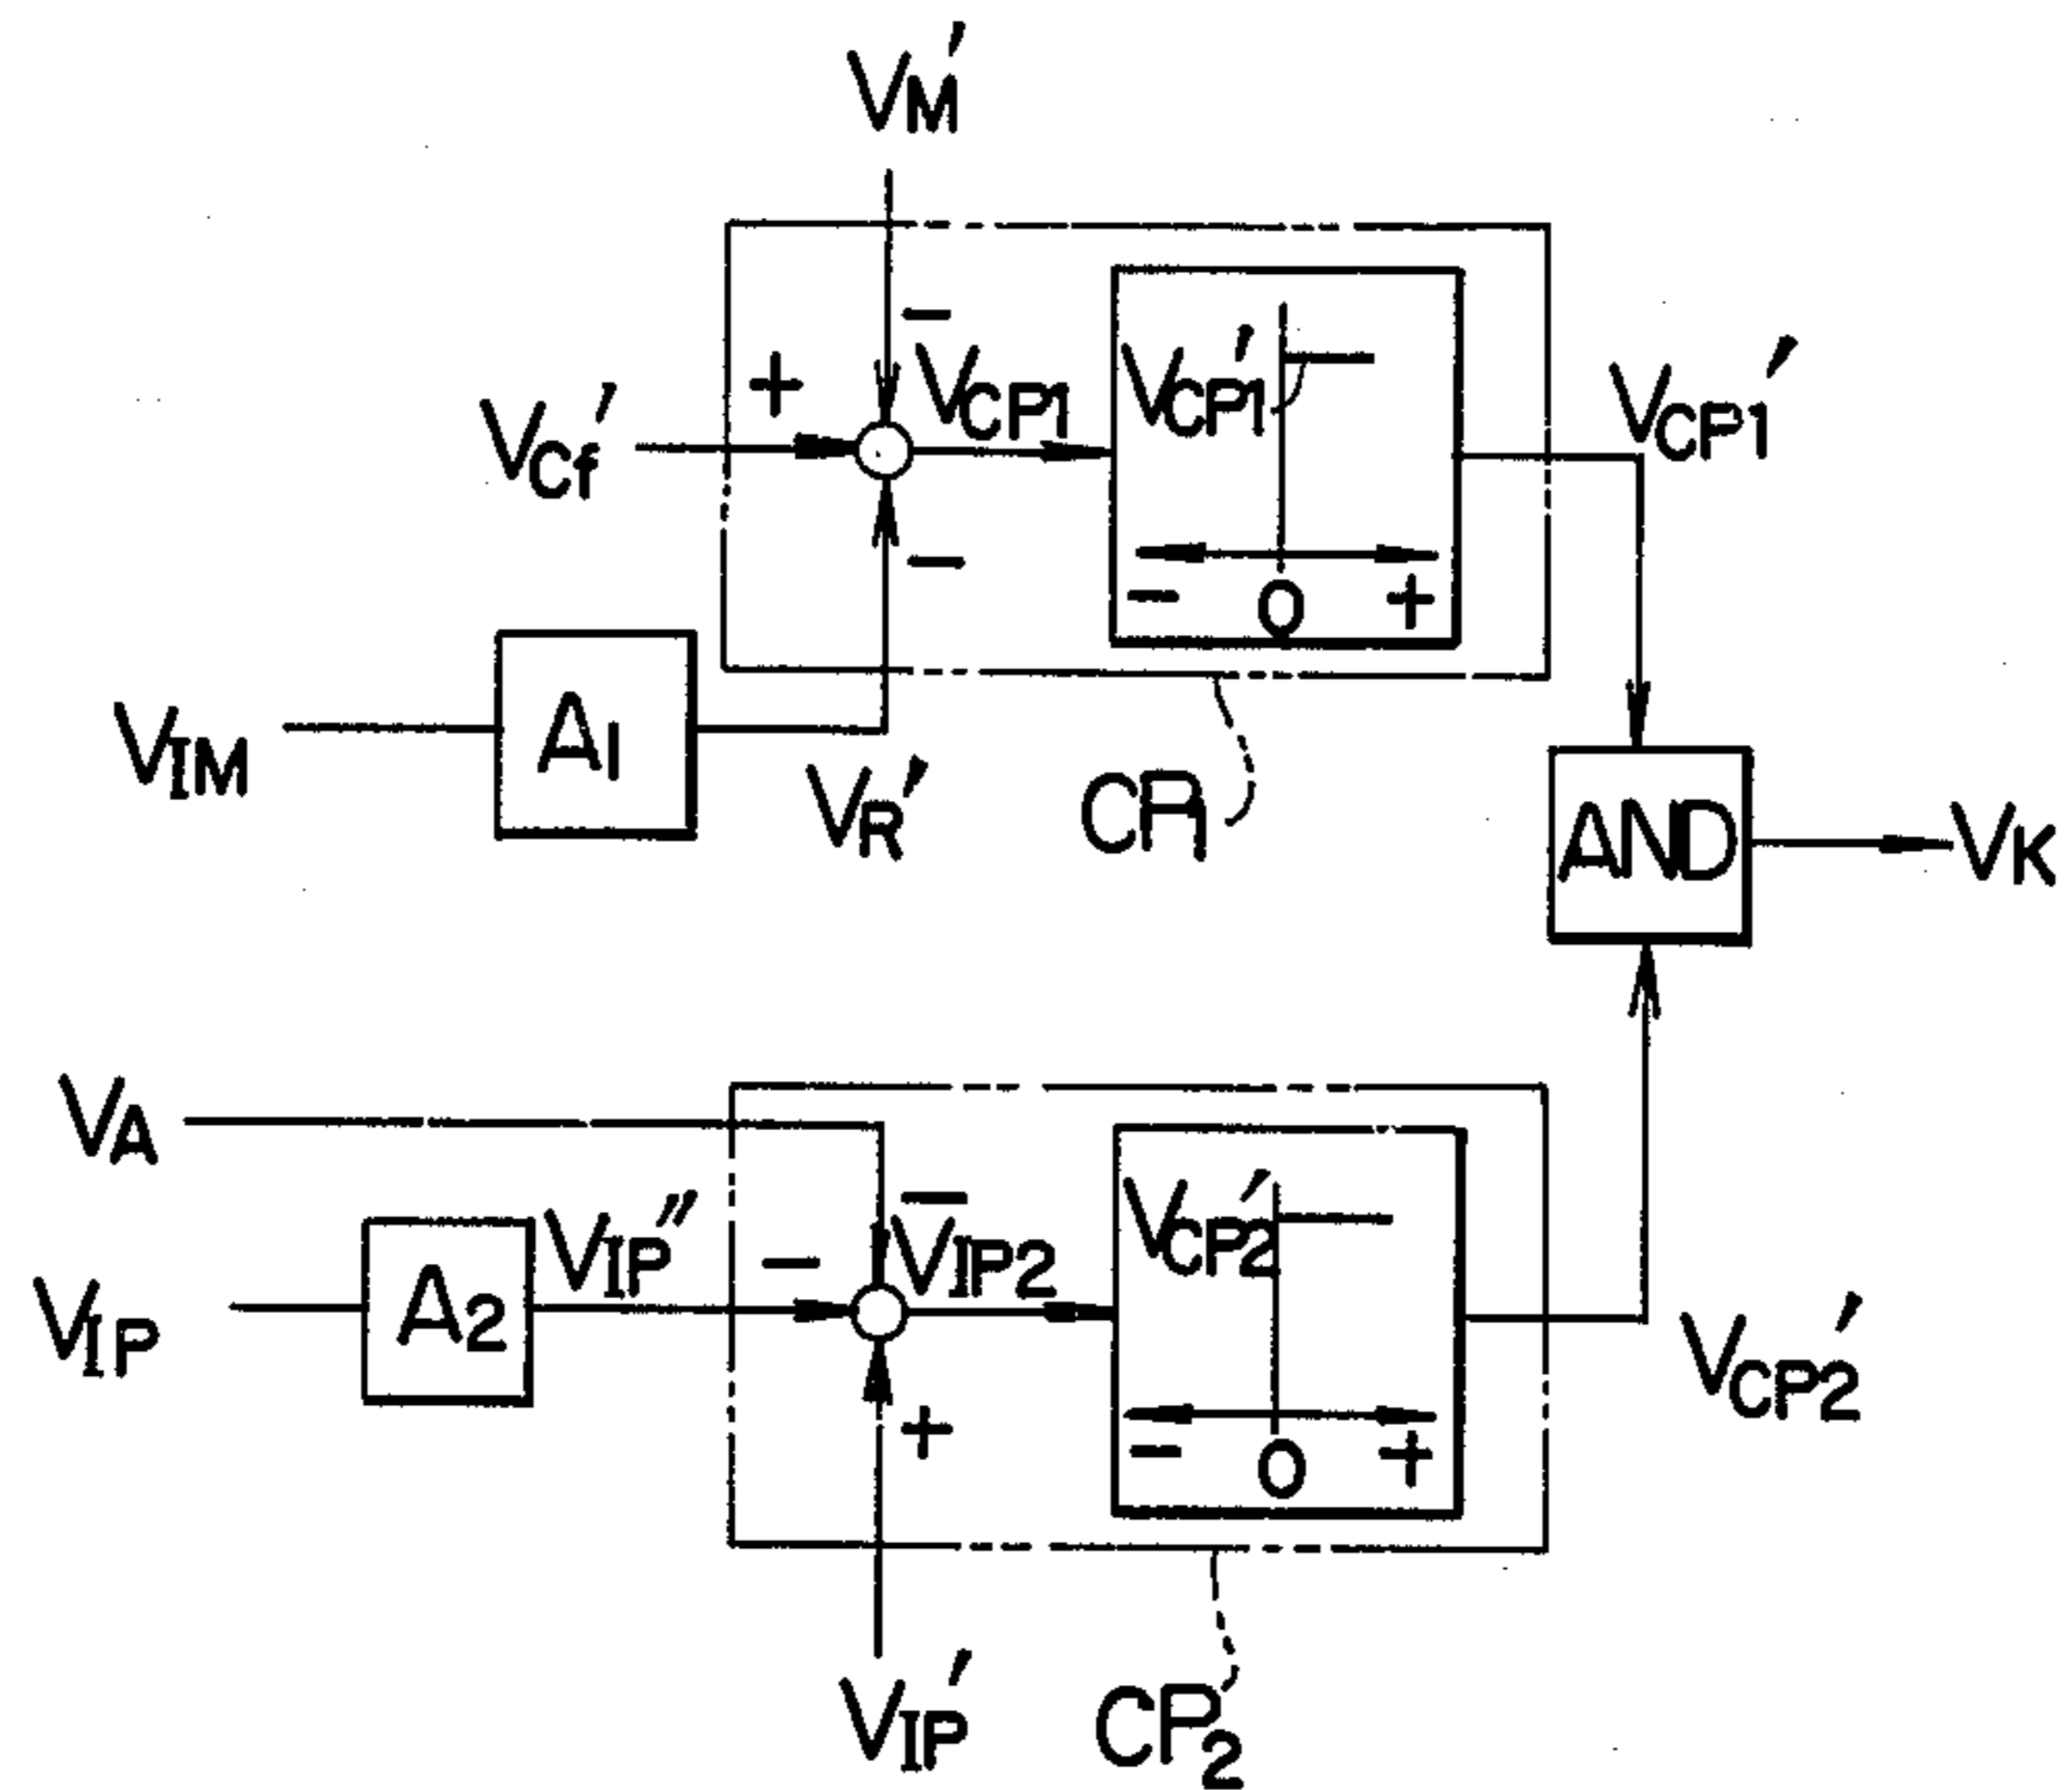 VM'
−
+ VCP1 VCP1' VCP1'
VCf'
−
− 0 +
VIM A1
VR' CP1
AND VK
VA
−
VIP A2 VIP" − VIP2 VCP2'
VCP2'
+ − 0 +
VIP' CP2